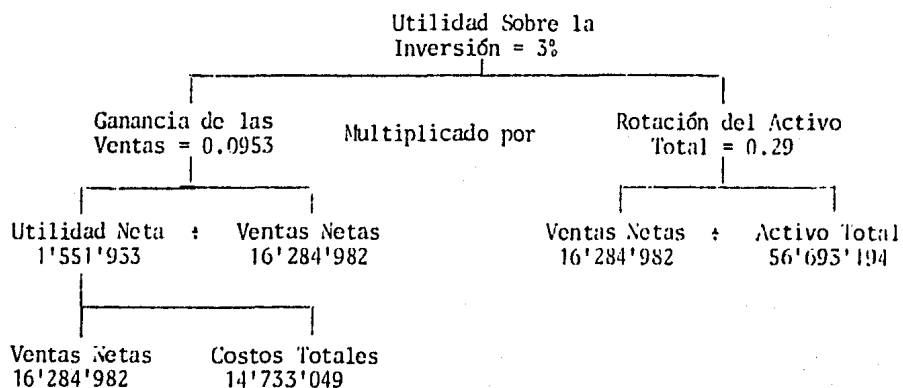 Utilidad Sobre la
Inversión = 3%
Ganancia de las
Ventas = 0.0953
Multiplicado por
Rotación del Activo
Total = 0.29
Utilidad Neta ÷ Ventas Netas
1'551'933 16'284'982
Ventas Netas ÷ Activo Total
16'284'982 56'693'194
Ventas Netas Costos Totales
16'284'982 14'733'049